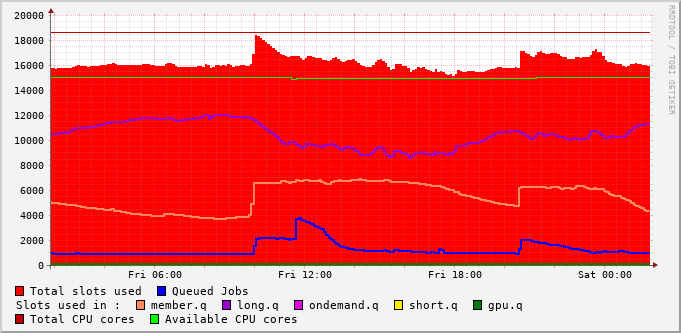 20000
18000
16000
14000
12000
10000
8000
6000
4000
2000
0
Fri 06:00 Fri 12:00 Fri 18:00 Sat 00:00
RRDTOOL / TOBI OETIKER
Total slots used Queued Jobs
Slots used in : member.q long.q ondemand.q short.q gpu.q
Total CPU cores Available CPU cores